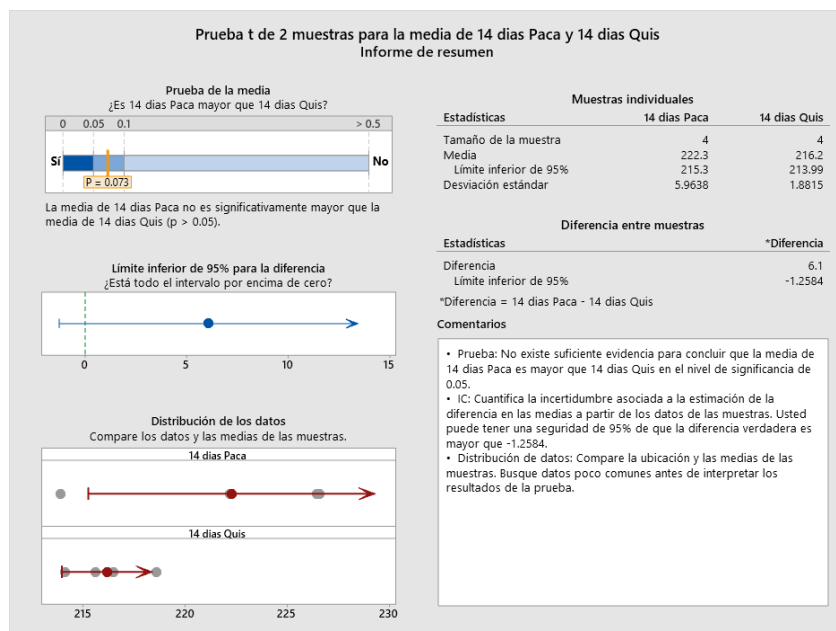 Prueba t de 2 muestras para la media de 14 dias Paca y 14 dias Quis
Informe de resumen
Prueba de la media
¿Es 14 dias Paca mayor que 14 dias Quis?
0 0.05 0.1 > 0.5
Sí No
P = 0.073
La media de 14 dias Paca no es significativamente mayor que la
media de 14 dias Quis (p > 0.05).
Límite inferior de 95% para la diferencia
¿Está todo el intervalo por encima de cero?
0 5 10 15
Distribución de los datos
Compare los datos y las medias de las muestras.
14 dias Paca
14 dias Quis
215 220 225 230
Muestras individuales
Estadísticas 14 dias Paca 14 dias Quis
Tamaño de la muestra 4 4
Media 222.3 216.2
Límite inferior de 95% 215.3 213.99
Desviación estándar 5.9638 1.8815
Diferencia entre muestras
Estadísticas *Diferencia
Diferencia 6.1
Límite inferior de 95% -1.2584
*Diferencia = 14 dias Paca - 14 dias Quis
Comentarios
• Prueba: No existe suficiente evidencia para concluir que la media de
14 dias Paca es mayor que 14 dias Quis en el nivel de significancia de
0.05.
• IC: Cuantifica la incertidumbre asociada a la estimación de la
diferencia en las medias a partir de los datos de las muestras. Usted
puede tener una seguridad de 95% de que la diferencia verdadera es
mayor que -1.2584.
• Distribución de datos: Compare la ubicación y las medias de las
muestras. Busque datos poco comunes antes de interpretar los
resultados de la prueba.